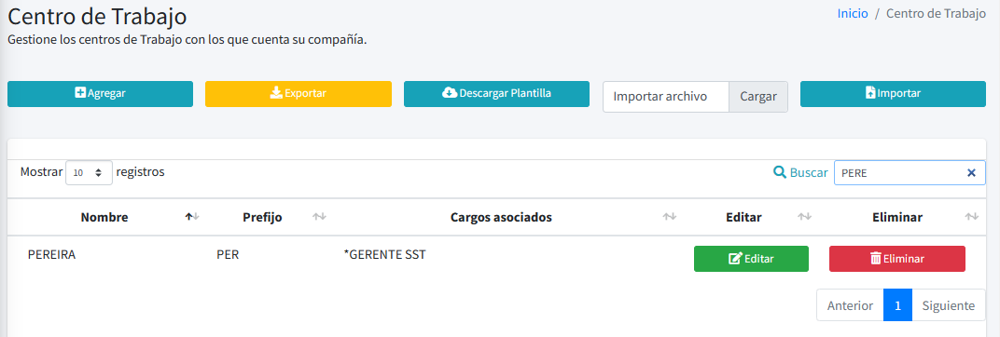 Centro de Trabajo
Inicio / Centro de Trabajo
Gestione los centros de Trabajo con los que cuenta su compañía.
Agregar Exportar Descargar Plantilla Importar archivo Cargar Importar
Mostrar 10 registros Buscar PERE
Nombre Prefijo Cargos asociados Editar Eliminar
PEREIRA PER *GERENTE SST Editar Eliminar
Anterior 1 Siguiente